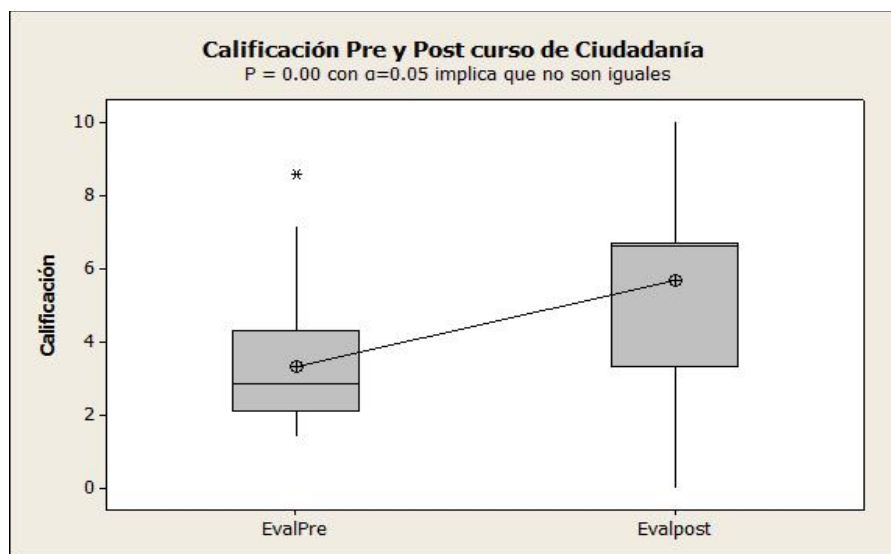 Calificación Pre y Post curso de Ciudadanía
P = 0.00 con α=0.05 implica que no son iguales
Calificación
10
8
6
4
2
0
EvalPre
Evalpost